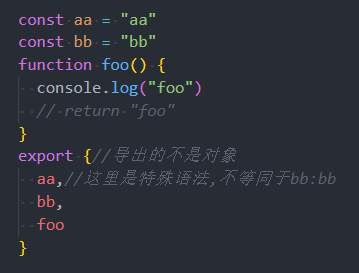 const aa = "aa"
const bb = "bb"
function foo() {
  console.log("foo")
  // return "foo"
}
export {//导出的不是对象
  aa,//这里是特殊语法,不等同于bb:bb
  bb,
  foo
}